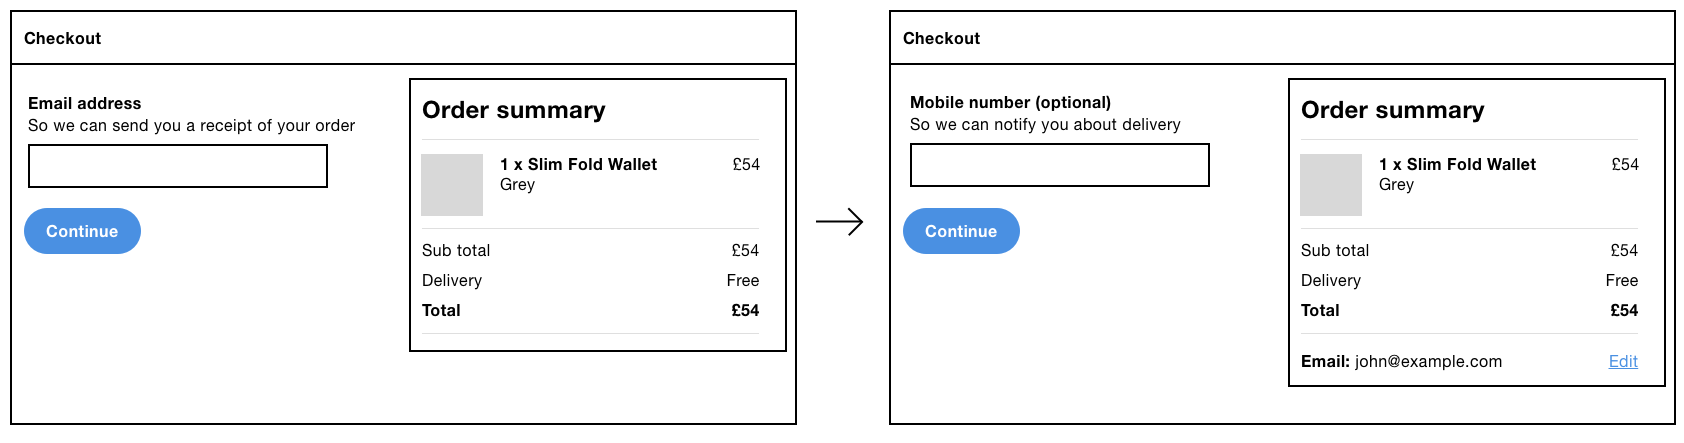 Checkout
Email address
So we can send you a receipt of your order
Continue
Order summary
1 x Slim Fold Wallet £54
Grey
Sub total £54
Delivery Free
Total £54
Checkout
Mobile number (optional)
So we can notify you about delivery
Continue
Order summary
1 x Slim Fold Wallet £54
Grey
Sub total £54
Delivery Free
Total £54
Email: john@example.com Edit